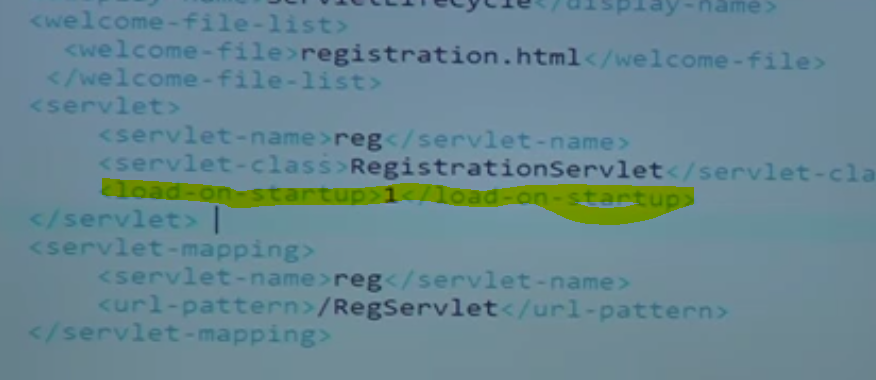 ServletLifecycle</display-name>
<welcome-file-list>
<welcome-file>registration.html</welcome-file>
</welcome-file-list>
<servlet>
<servlet-name>reg</servlet-name>
<servlet-class>RegistrationServlet</servlet-cla
<load-on-startup>1</load-on-startup>
</servlet>
<servlet-mapping>
<servlet-name>reg</servlet-name>
<url-pattern>/RegServlet</url-pattern>
</servlet-mapping>